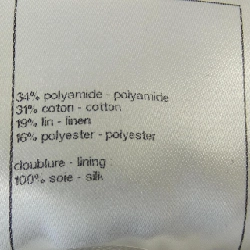 34% polyamide - polyamide
31% coton - cotton
19% lin - linen
16% polyester - polyester
doublure - lining :
100% soie - silk